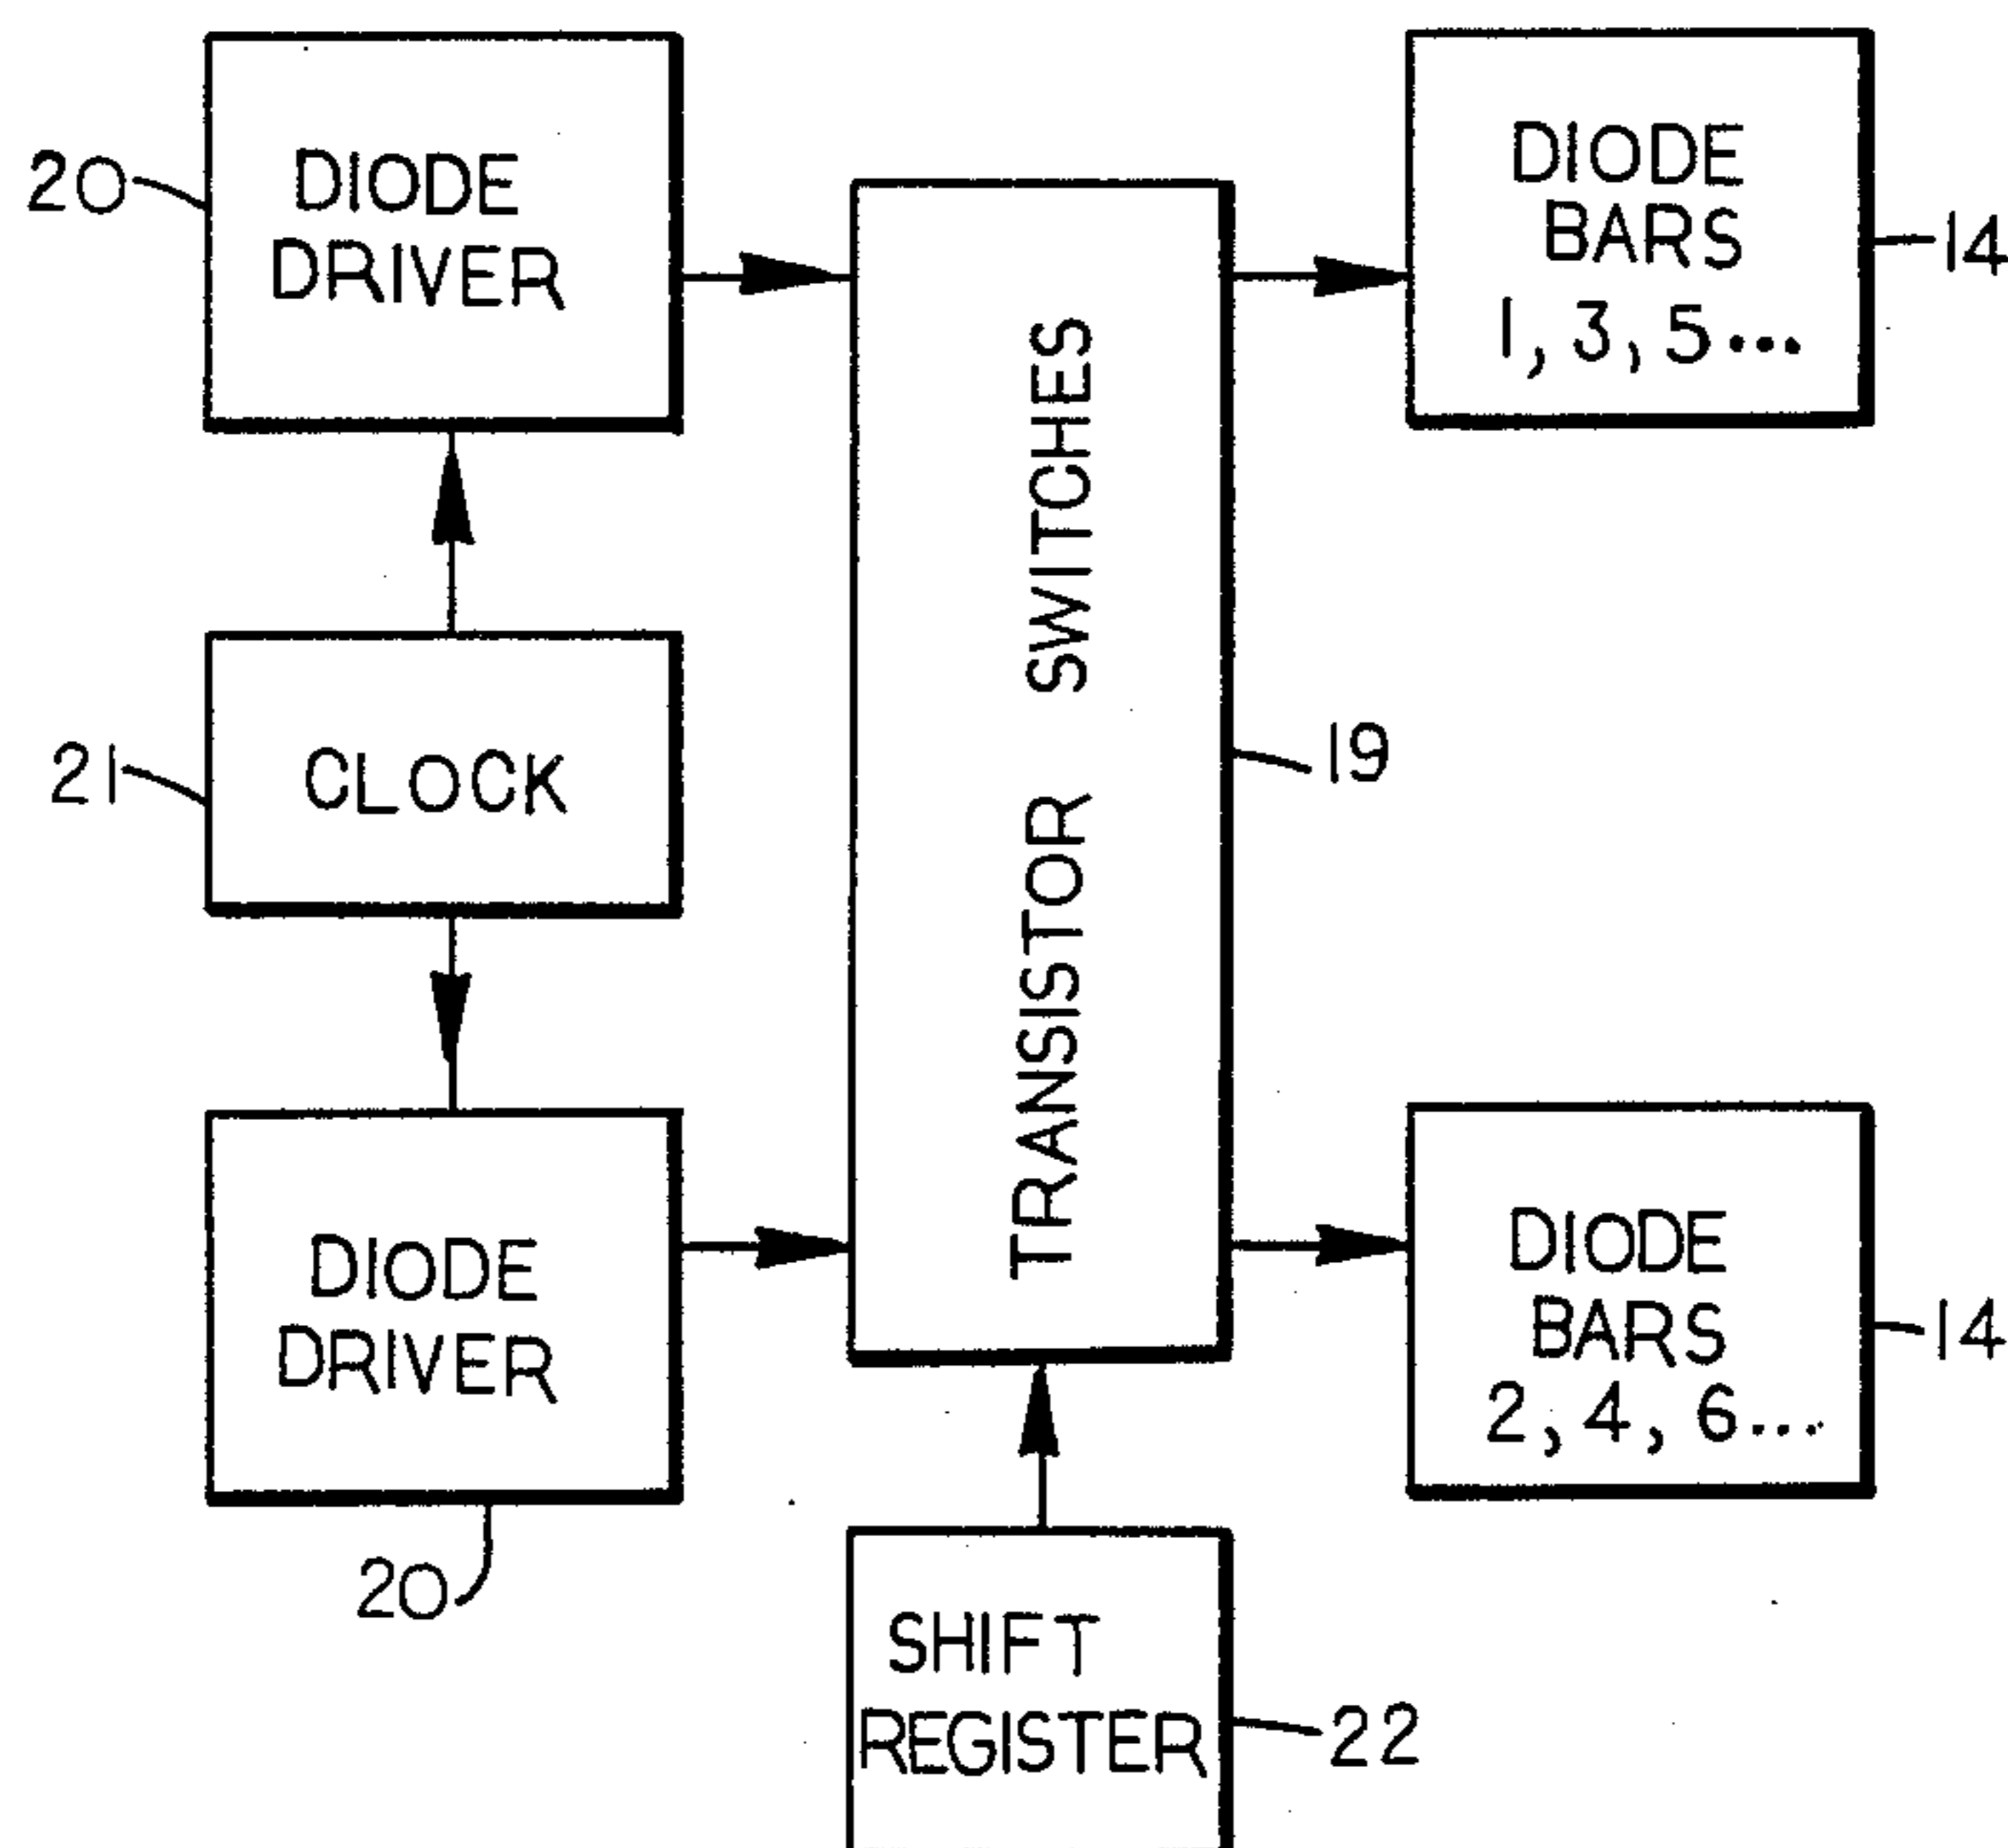 20
DIODE
DRIVER
DIODE
BARS
1, 3, 5...
14
21
CLOCK
TRANSISTOR SWITCHES
19
DIODE
DRIVER
20
DIODE
BARS
2, 4, 6...
14
SHIFT
REGISTER
22